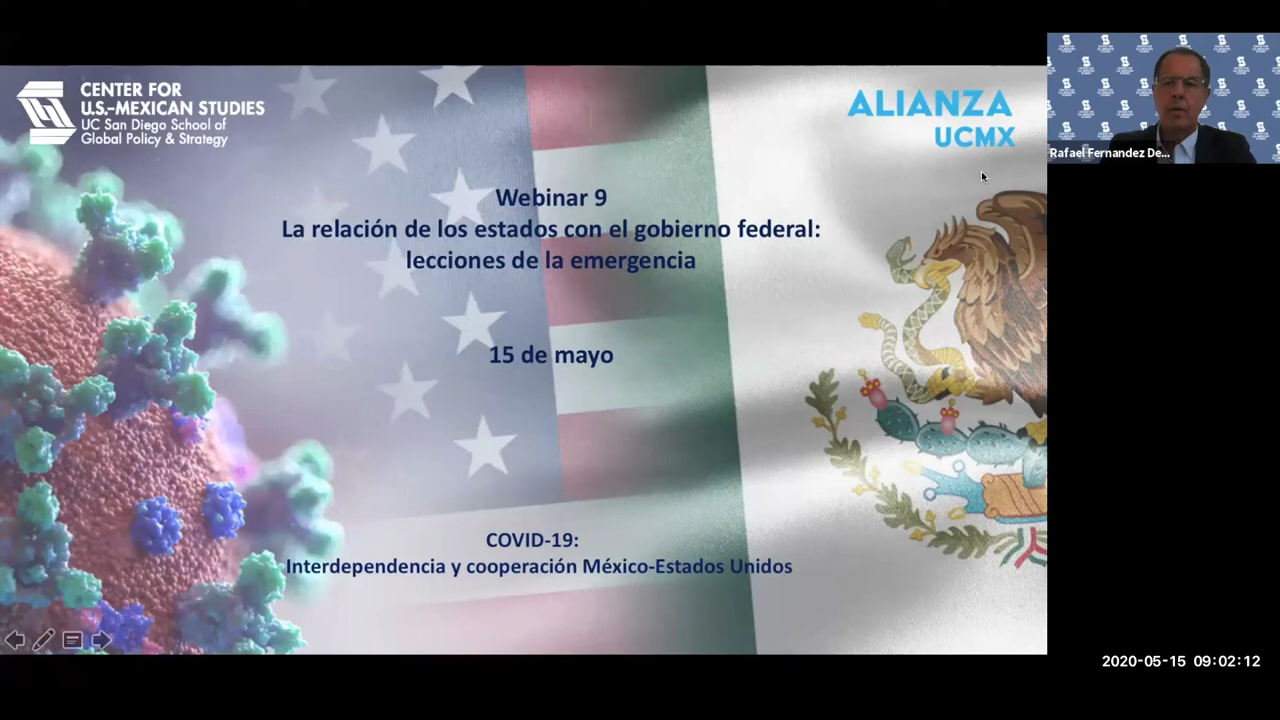 CENTER FOR
U.S.-MEXICAN STUDIES
UC San Diego School of
Global Policy & Strategy
ALIANZA
UCMX
Webinar 9
La relación de los estados con el gobierno federal:
lecciones de la emergencia
15 de mayo
COVID-19:
Interdependencia y cooperación México-Estados Unidos
Rafael Fernandez De...
2020-05-15 09:02:12